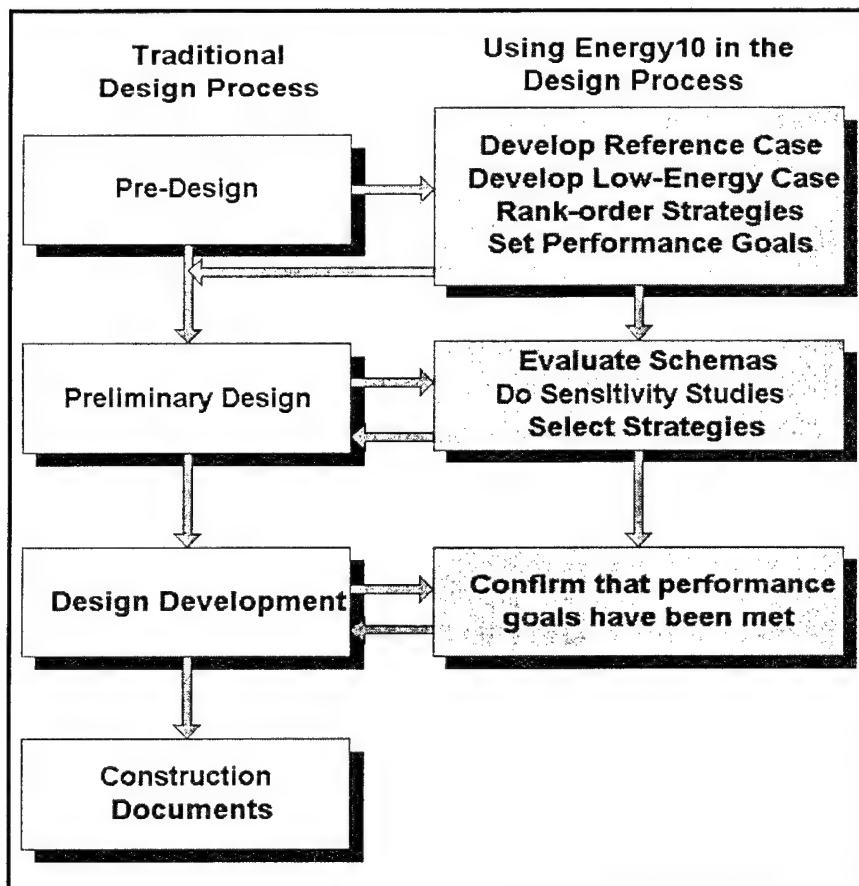 Traditional
Design Process
Using Energy10 in the
Design Process
Pre-Design
Develop Reference Case
Develop Low-Energy Case
Rank-order Strategies
Set Performance Goals
Preliminary Design
Evaluate Schemas
Do Sensitivity Studies
Select Strategies
Design Development
Confirm that performance
goals have been met
Construction
Documents